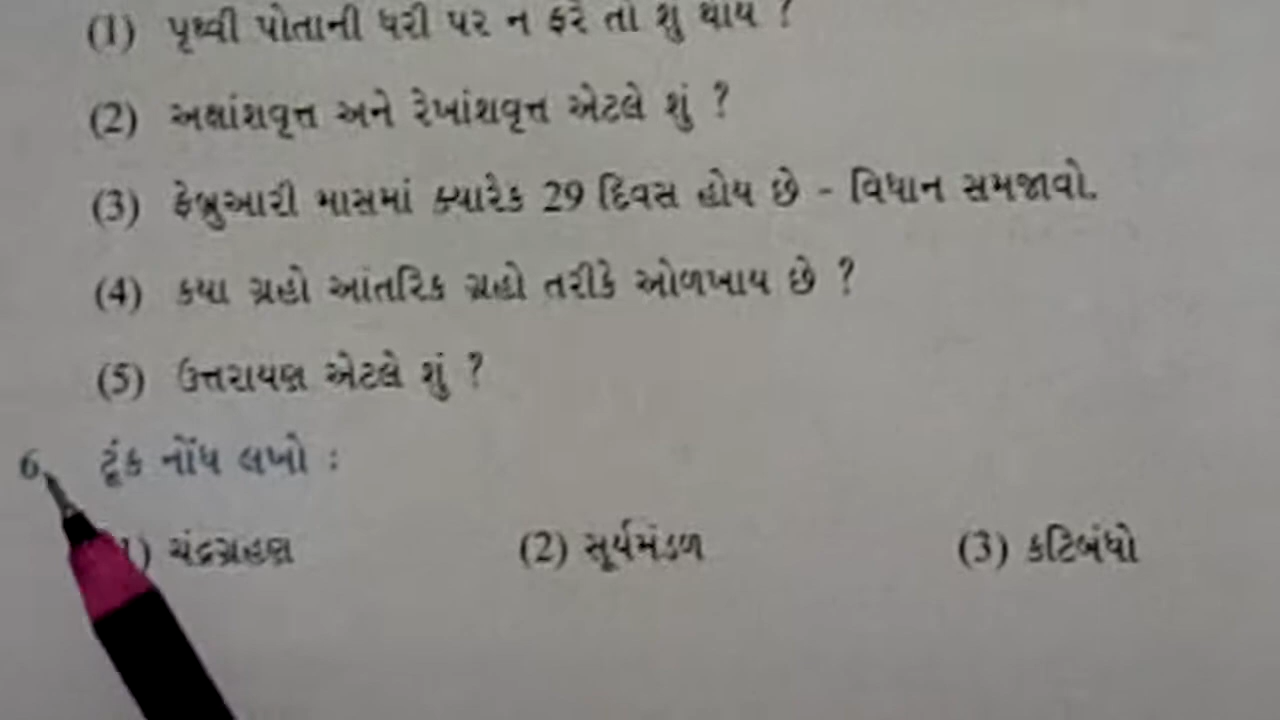 (1) પૃથ્વી પોતાની ધરી પર ન ફરે તો શું થાય ?
(2) અક્ષાંશવૃત્ત અને રેખાંશવૃત્ત એટલે શું ?
(3) ફેબ્રુઆરી માસમાં ક્યારેક 29 દિવસ હોય છે - વિધાન સમજાવો.
(4) કયા ગ્રહો આંતરિક ગ્રહો તરીકે ઓળખાય છે ?
(5) ઉત્તરાયણ એટલે શું ?
6. ટૂંક નોંધ લખો :
1) ચંદ્રગ્રહણ (2) સૂર્યમંડળ (3) કટિબંધો